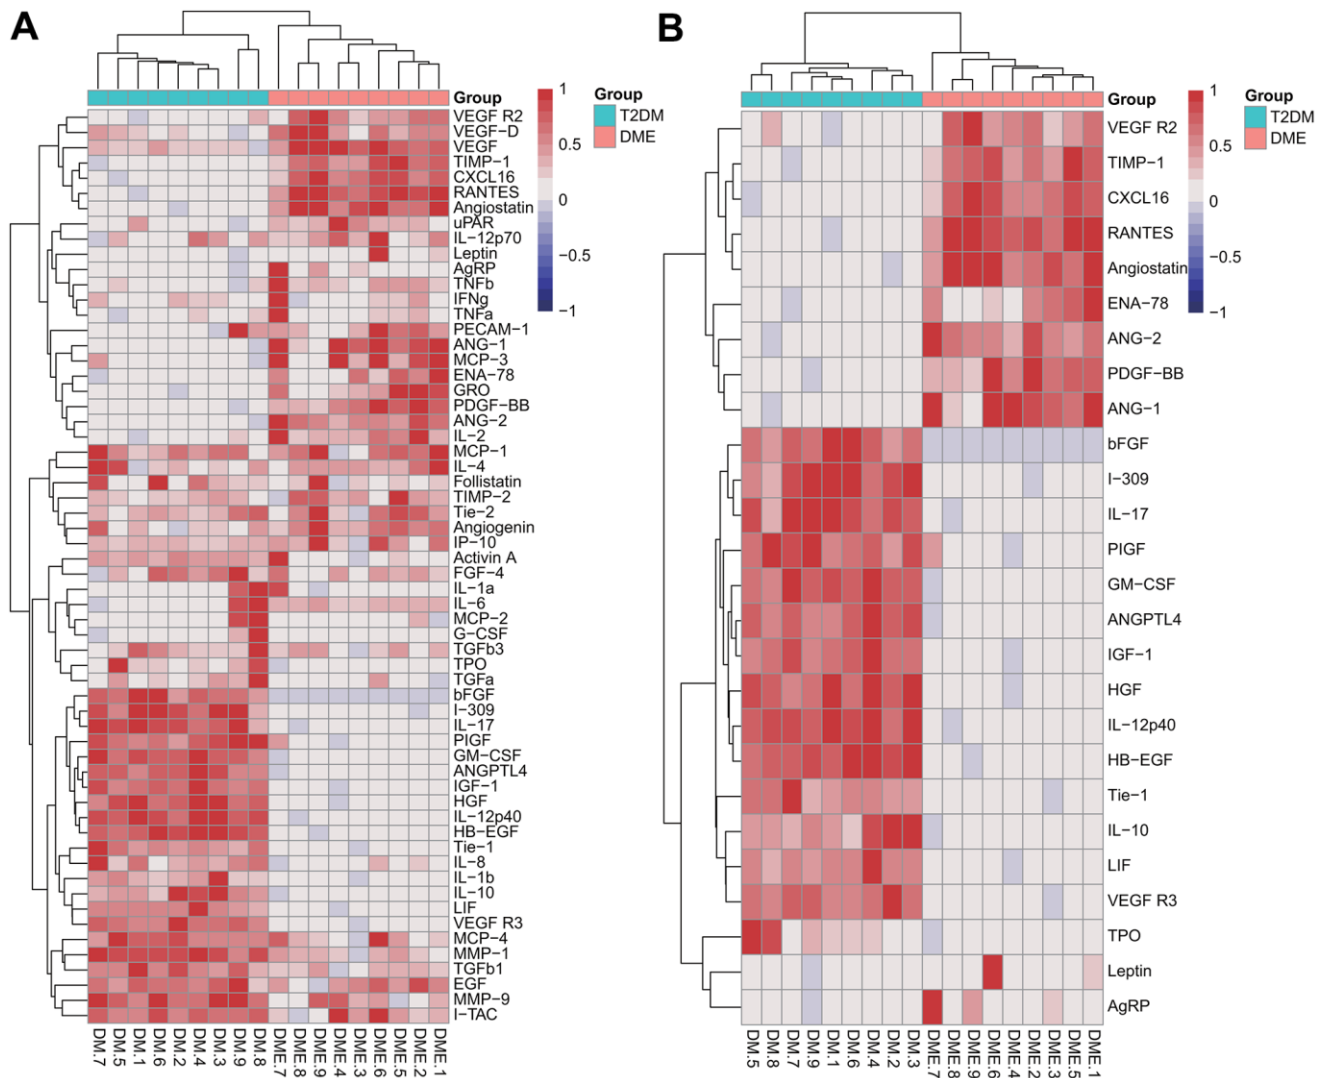 A
Group
T2DM
DME
1
0.5
0
−0.5
−1
VEGF R2
VEGF−D
VEGF
TIMP−1
CXCL16
RANTES
Angiostatin
uPAR
IL−12p70
Leptin
AgRP
TNFb
IFNg
TNFa
PECAM−1
ANG−1
MCP−3
ENA−78
GRO
PDGF−BB
ANG−2
IL−2
MCP−1
IL−4
Follistatin
TIMP−2
Tie−2
Angiogenin
IP−10
Activin A
FGF−4
IL−1a
IL−6
MCP−2
G−CSF
TGFb3
TPO
TGFa
bFGF
I−309
IL−17
PIGF
GM−CSF
ANGPTL4
IGF−1
HGF
IL−12p40
HB−EGF
Tie−1
IL−8
IL−1b
IL−10
LIF
VEGF R3
MCP−4
MMP−1
TGFb1
EGF
MMP−9
I−TAC
DM.7
DM.5
DM.1
DM.6
DM.2
DM.4
DM.3
DM.9
DM.8
DME.7
DME.8
DME.9
DME.4
DME.3
DME.6
DME.5
DME.2
DME.1
B
Group
T2DM
DME
1
0.5
0
−0.5
−1
VEGF R2
TIMP−1
CXCL16
RANTES
Angiostatin
ENA−78
ANG−2
PDGF−BB
ANG−1
bFGF
I−309
IL−17
PIGF
GM−CSF
ANGPTL4
IGF−1
HGF
IL−12p40
HB−EGF
Tie−1
IL−10
LIF
VEGF R3
TPO
Leptin
AgRP
DM.5
DM.8
DM.7
DM.9
DM.1
DM.6
DM.4
DM.2
DM.3
DME.7
DME.8
DME.9
DME.6
DME.4
DME.2
DME.3
DME.5
DME.1